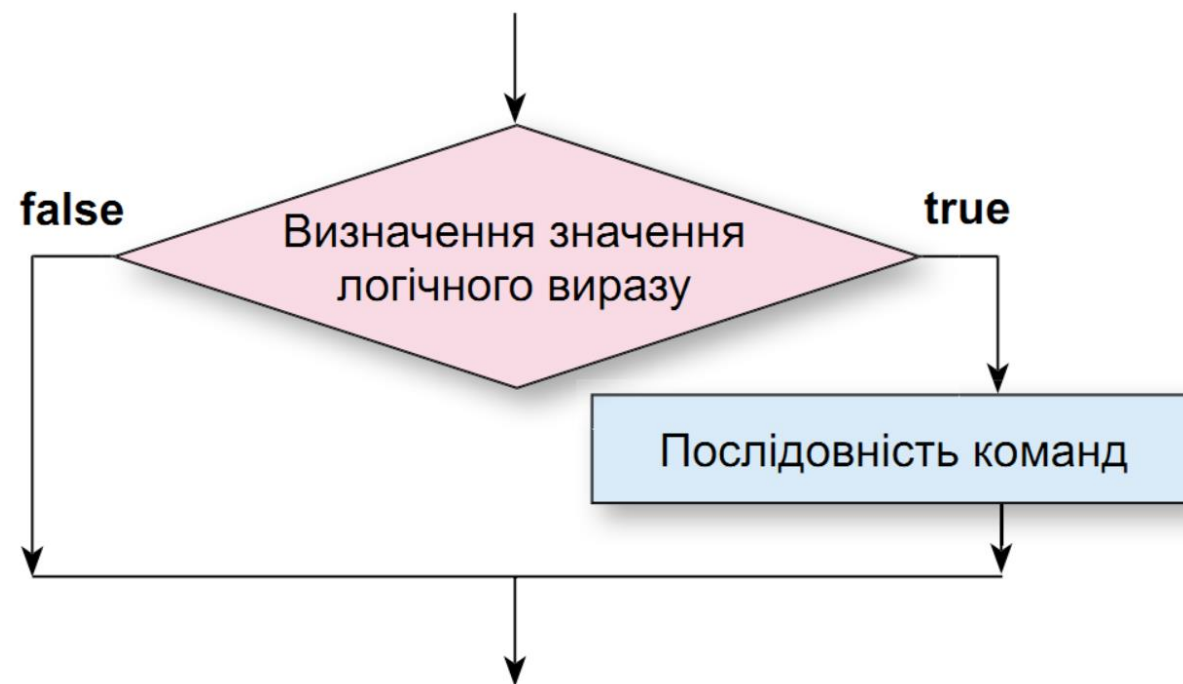 false
true
Визначення значення
логічного виразу
Послідовність команд